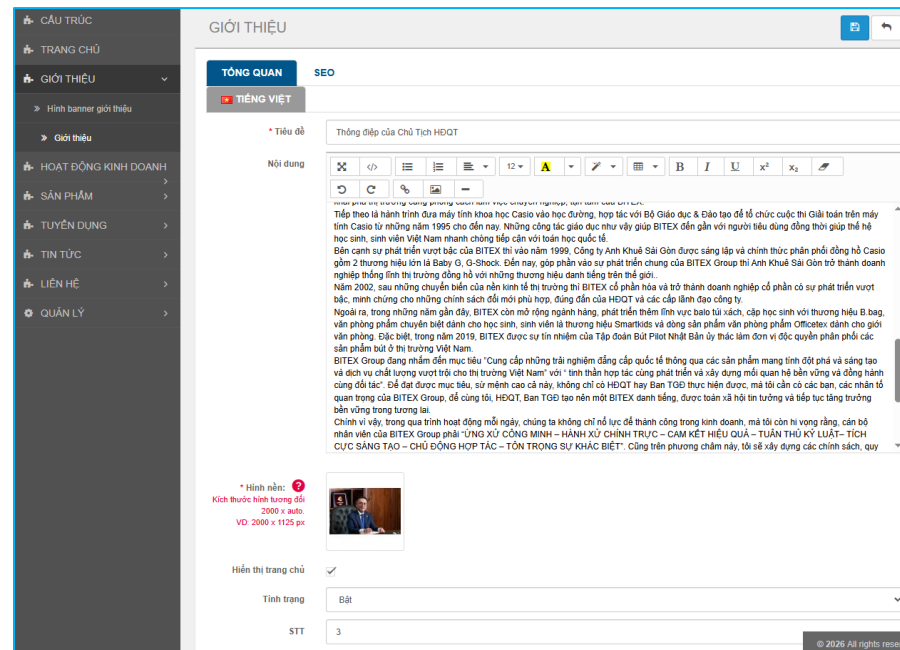 CẤU TRÚC
TRANG CHỦ
GIỚI THIỆU
Hình banner giới thiệu
Giới thiệu
HOẠT ĐỘNG KINH DOANH
SẢN PHẨM
TUYỂN DỤNG
TIN TỨC
LIÊN HỆ
QUẢN LÝ
GIỚI THIỆU
TỔNG QUAN
SEO
TIẾNG VIỆT
* Tiêu đề
Thông điệp của Chủ Tịch HĐQT
Nội dung
12
A
B I U x² x₂
khai phá thị trường cùng phong cách làm việc chuyên nghiệp, tận tâm của BITEX.
Tiếp theo là hành trình đưa máy tính khoa học Casio vào học đường, hợp tác với Bộ Giáo dục & Đào tạo để tổ chức cuộc thi Giải toán trên máy
tính Casio từ những năm 1995 cho đến nay. Những công tác giáo dục như vậy giúp BITEX đến gần với người tiêu dùng đồng thời giúp thế hệ
học sinh, sinh viên Việt Nam nhanh chóng tiếp cận với toán học quốc tế.
Bên cạnh sự phát triển vượt bậc của BITEX thì vào năm 1999, Công ty Anh Khuê Sài Gòn được sáng lập và chính thức phân phối đồng hồ Casio
gồm 2 thương hiệu lớn là Baby G, G-Shock. Đến nay, góp phần vào sự phát triển chung của BITEX Group thì Anh Khuê Sài Gòn trở thành doanh
nghiệp thống lĩnh thị trường đồng hồ với những thương hiệu danh tiếng trên thế giới..
Năm 2002, sau những chuyển biến của nền kinh tế thị trường thì BITEX cổ phần hóa và trở thành doanh nghiệp cổ phần có sự phát triển vượt
bậc, minh chứng cho những chính sách đổi mới phù hợp, đúng đắn của HĐQT và các cấp lãnh đạo công ty.
Ngoài ra, trong những năm gần đây, BITEX còn mở rộng ngành hàng, phát triển thêm lĩnh vực balo túi xách, cặp học sinh với thương hiệu B.bag,
văn phòng phẩm chuyên biệt dành cho học sinh, sinh viên là thương hiệu Smartkids và dòng sản phẩm văn phòng phẩm Officetex dành cho giới
văn phòng. Đặc biệt, trong năm 2019, BITEX được sự tín nhiệm của Tập đoàn Bút Pilot Nhật Bản ủy thác làm đơn vị độc quyền phân phối các
sản phẩm bút ở thị trường Việt Nam.
BITEX Group đang nhắm đến mục tiêu "Cung cấp những trải nghiệm đẳng cấp quốc tế thông qua các sản phẩm mang tính đột phá và sáng tạo
và dịch vụ chất lượng vượt trội cho thị trường Việt Nam" với " tinh thần hợp tác cùng phát triển và xây dựng mối quan hệ bền vững và đồng hành
cùng đối tác". Để đạt được mục tiêu, sứ mệnh cao cả này, không chỉ có HĐQT hay Ban TGĐ thực hiện được, mà tôi cần có các bạn, các nhân tố
quan trọng của BITEX Group, để cùng tôi, HĐQT, Ban TGĐ tạo nên một BITEX danh tiếng, được toàn xã hội tin tưởng và tiếp tục tăng trưởng
bền vững trong tương lai.
Chính vì vậy, trong quá trình hoạt động mỗi ngày, chúng ta không chỉ nỗ lực để thành công trong kinh doanh, mà tôi còn hi vọng rằng, cán bộ
nhân viên của BITEX Group phải "ỨNG XỬ CÔNG MINH – HÀNH XỬ CHÍNH TRỰC – CAM KẾT HIỆU QUẢ – TUÂN THỦ KỶ LUẬT– TÍCH
CỰC SÁNG TẠO – CHỦ ĐỘNG HỢP TÁC – TÔN TRỌNG SỰ KHÁC BIỆT". Cũng trên phương châm này, tôi sẽ xây dựng các chính sách, quy
* Hình nền:
Kích thước hình tương đối
2000 x auto.
VD: 2000 x 1125 px
Hiển thị trang chủ
Tình trạng
Bật
STT
3
© 2026 All rights rese